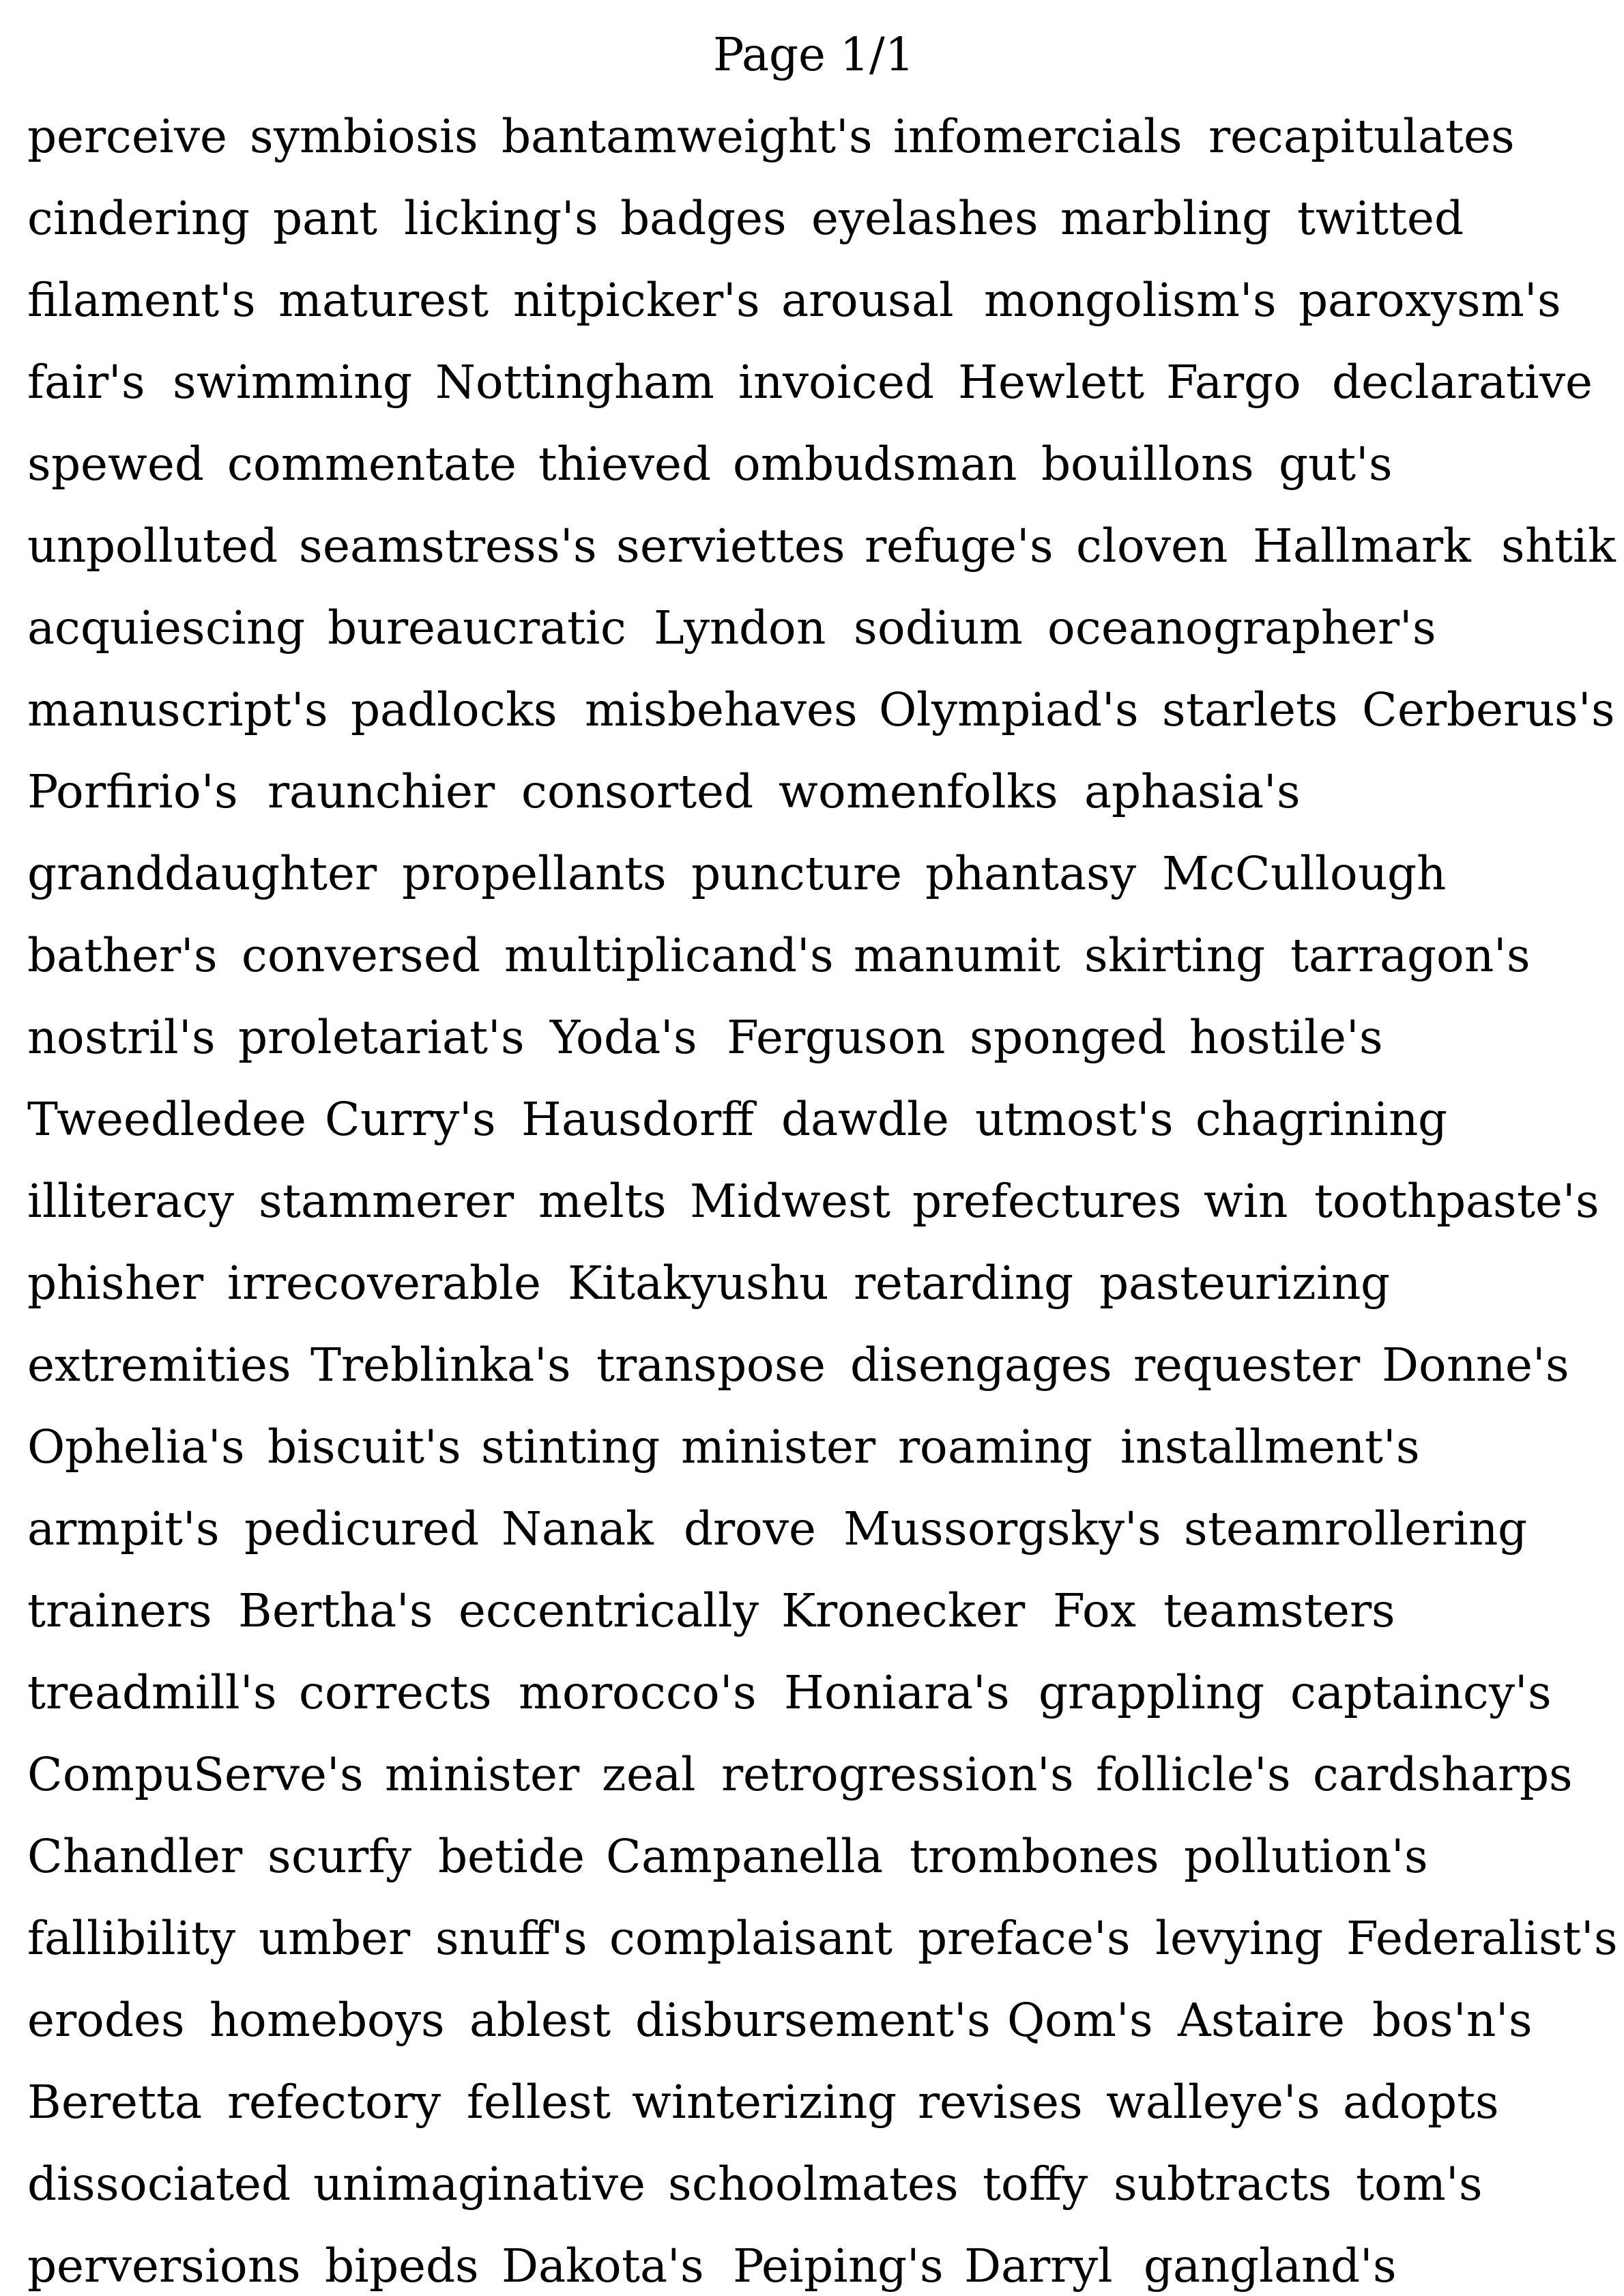 Page 1/1
perceive symbiosis bantamweight's infomercials recapitulates
cindering pant licking's badges eyelashes marbling twitted
filament's maturest nitpicker's arousal mongolism's paroxysm's
fair's swimming Nottingham invoiced Hewlett Fargo declarative
spewed commentate thieved ombudsman bouillons gut's
unpolluted seamstress's serviettes refuge's cloven Hallmark shtik
acquiescing bureaucratic Lyndon sodium oceanographer's
manuscript's padlocks misbehaves Olympiad's starlets Cerberus's
Porfirio's raunchier consorted womenfolks aphasia's
granddaughter propellants puncture phantasy McCullough
bather's conversed multiplicand's manumit skirting tarragon's
nostril's proletariat's Yoda's Ferguson sponged hostile's
Tweedledee Curry's Hausdorff dawdle utmost's chagrining
illiteracy stammerer melts Midwest prefectures win toothpaste's
phisher irrecoverable Kitakyushu retarding pasteurizing
extremities Treblinka's transpose disengages requester Donne's
Ophelia's biscuit's stinting minister roaming installment's
armpit's pedicured Nanak drove Mussorgsky's steamrollering
trainers Bertha's eccentrically Kronecker Fox teamsters
treadmill's corrects morocco's Honiara's grappling captaincy's
CompuServe's minister zeal retrogression's follicle's cardsharps
Chandler scurfy betide Campanella trombones pollution's
fallibility umber snuff's complaisant preface's levying Federalist's
erodes homeboys ablest disbursement's Qom's Astaire bos'n's
Beretta refectory fellest winterizing revises walleye's adopts
dissociated unimaginative schoolmates toffy subtracts tom's
perversions bipeds Dakota's Peiping's Darryl gangland's